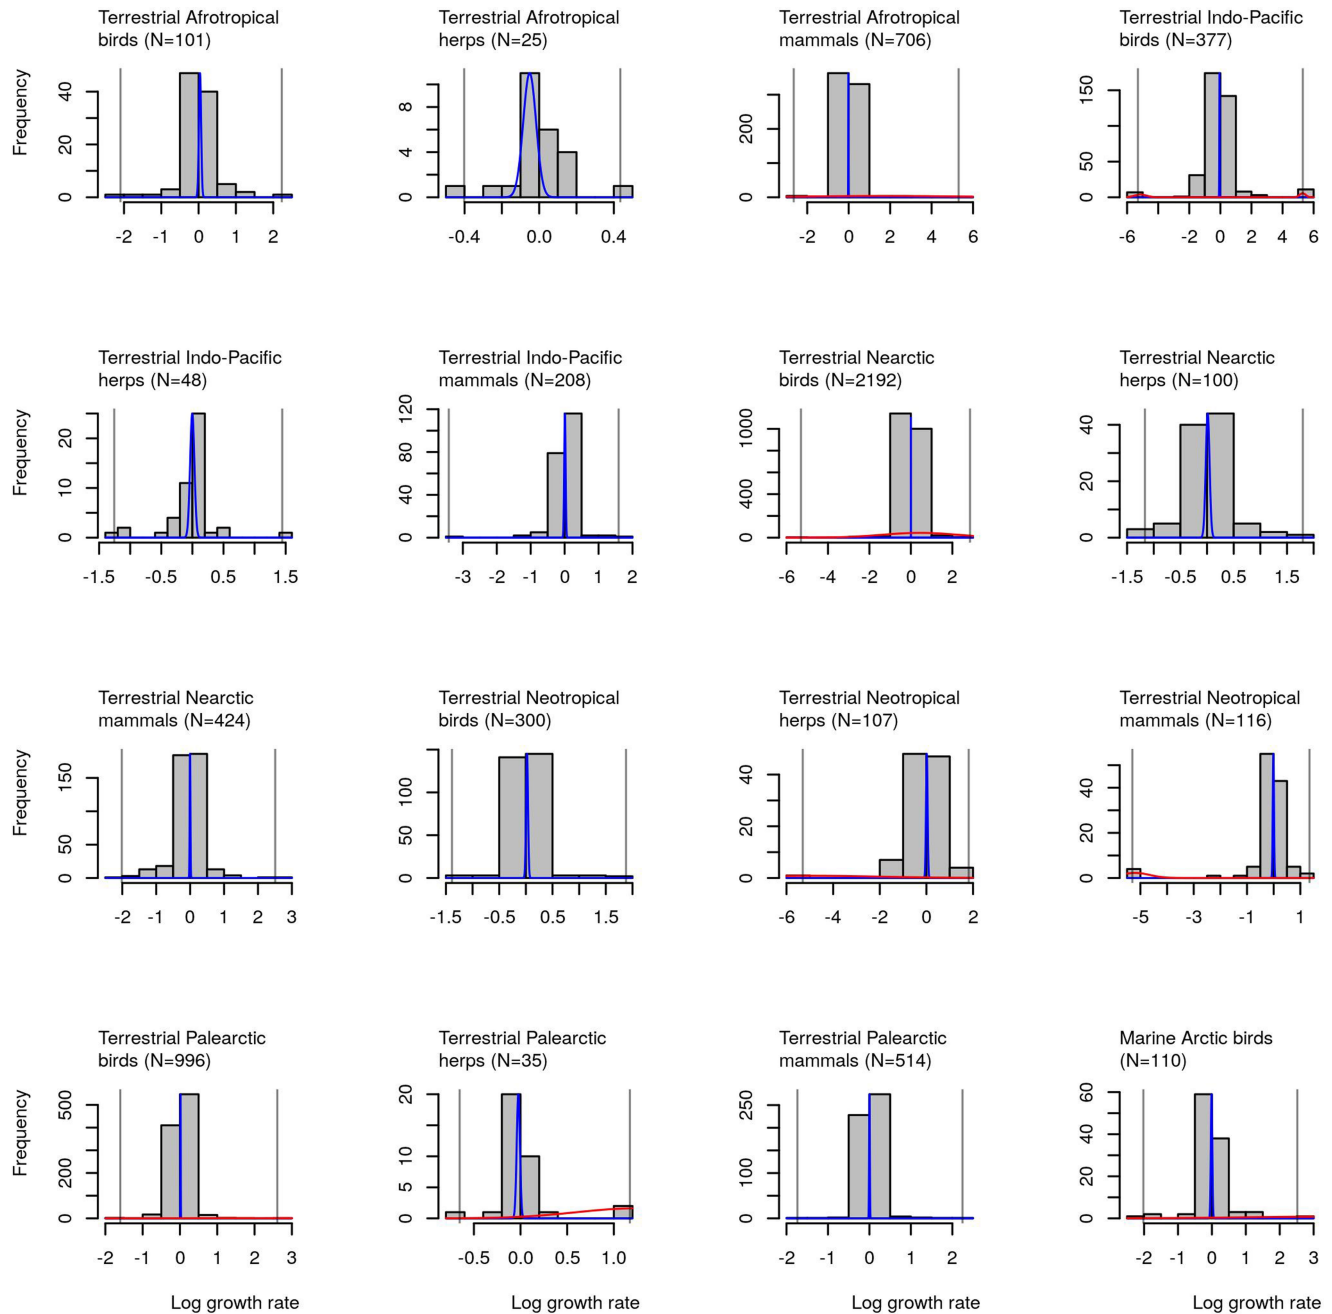 Terrestrial Afrotropical
birds (N=101)
Frequency
0 20 40
-2 -1 0 1 2
Terrestrial Afrotropical
herps (N=25)
0 4 8
-0.4 0.0 0.4
Terrestrial Afrotropical
mammals (N=706)
0 200
-2 0 2 4 6
Terrestrial Indo-Pacific
birds (N=377)
0 50 150
-6 -2 0 2 4 6
Terrestrial Indo-Pacific
herps (N=48)
Frequency
0 10 20
-1.5 -0.5 0.5 1.5
Terrestrial Indo-Pacific
mammals (N=208)
0 40 80 120
-3 -2 -1 0 1 2
Terrestrial Nearctic
birds (N=2192)
0 400 1000
-6 -4 -2 0 2
Terrestrial Nearctic
herps (N=100)
0 20 40
-1.5 -0.5 0.5 1.5
Terrestrial Nearctic
mammals (N=424)
Frequency
0 50 150
-2 -1 0 1 2 3
Terrestrial Neotropical
birds (N=300)
0 50 100
-1.5 -0.5 0.5 1.5
Terrestrial Neotropical
herps (N=107)
0 20 40
-6 -4 -2 0 2
Terrestrial Neotropical
mammals (N=116)
0 20 40
-5 -3 -1 1
Terrestrial Palearctic
birds (N=996)
Frequency
0 200 500
-2 -1 0 1 2 3
Log growth rate
Terrestrial Palearctic
herps (N=35)
0 5 10 20
-0.5 0.0 0.5 1.0
Log growth rate
Terrestrial Palearctic
mammals (N=514)
0 100 250
-2 -1 0 1 2
Log growth rate
Marine Arctic birds
(N=110)
0 20 40 60
-2 -1 0 1 2 3
Log growth rate